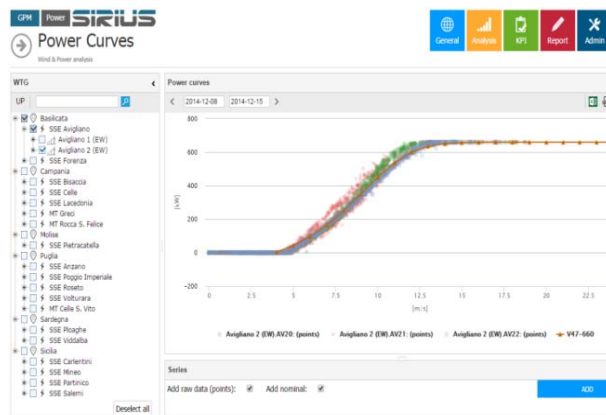 GPM Power SIRIUS
Power Curves
Wind & Power analysis
General
Analysis
KPI
Report
Admin
WTG
UP
Basilicata
SSE Avigliano
Avigliano 1 (EW)
Avigliano 2 (EW)
SSE Forenza
Campania
SSE Bisaccia
SSE Celle
SSE Lacedonia
MT Greci
MT Rocca S. Felice
Molise
SSE Pietracatella
Puglia
SSE Anzano
SSE Poggio Imperiale
SSE Roseto
SSE Volturara
MT Celle S. Vito
Sardegna
SSE Ploaghe
SSE Viddalba
Sicilia
SSE Carlentini
SSE Mineo
SSE Partinico
SSE Salemi
Deselect all
Power curves
2014-12-08 2014-12-15
800
600
400
200
0
-200
[kW]
0 2.5 5 7.5 10 12.5 15 17.5 20 22.5
[m/s]
Avigliano 2 (EW).AV20: (points) Avigliano 2 (EW).AV21: (points) Avigliano 2 (EW).AV22: (points) V47-660
Series
Add raw data (points): Add nominal:
ADD